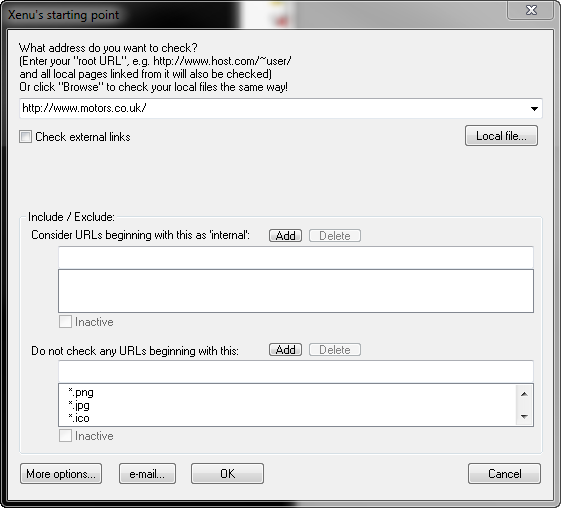 Xenu's starting point
What address do you want to check?
(Enter your "root URL", e.g. http://www.host.com/~user/
and all local pages linked from it will also be checked)
Or click "Browse" to check your local files the same way!
http://www.motors.co.uk/
Check external links
Local file...
Include / Exclude:
Consider URLs beginning with this as 'internal': Add Delete
Inactive
Do not check any URLs beginning with this: Add Delete
*.png
*.jpg
*.ico
Inactive
More options... e-mail... OK Cancel